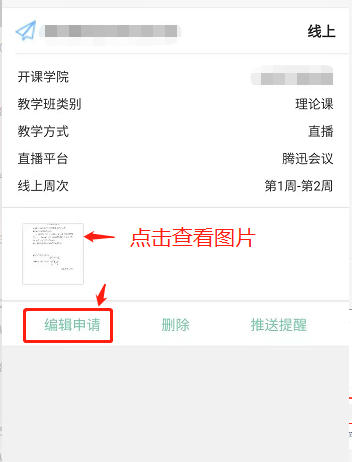 线上
开课学院
教学班类别 理论课
教学方式 直播
直播平台 腾迅会议
线上周次 第1周-第2周
点击查看图片
编辑申请 删除 推送提醒